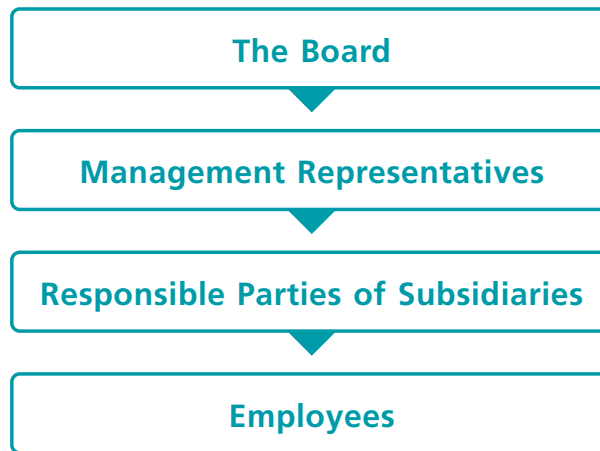 The Board
Management Representatives
Responsible Parties of Subsidiaries
Employees